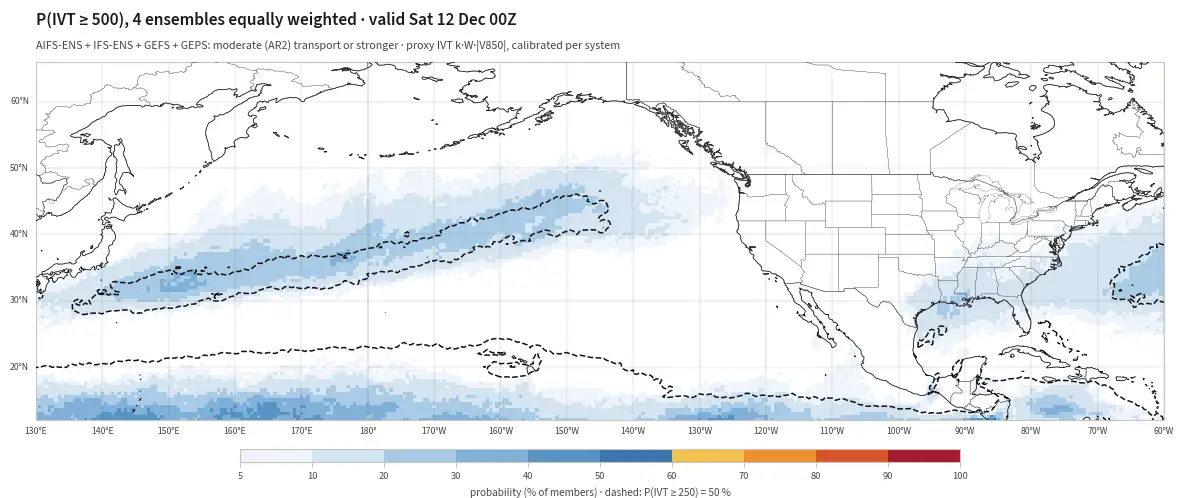 P(IVT ≥ 500), 4 ensembles equally weighted · valid Sat 12 Dec 00Z
AIFS-ENS + IFS-ENS + GEFS + GEPS: moderate (AR2) transport or stronger · proxy IVT k·W·|V850|, calibrated per system
60°N
50°N
40°N
30°N
20°N
130°E 140°E 150°E 160°E 170°E 180° 170°W 160°W 150°W 140°W 130°W 120°W 110°W 100°W 90°W 80°W 70°W 60°W
5 10 20 30 40 50 60 70 80 90 100
probability (% of members) · dashed: P(IVT ≥ 250) = 50 %